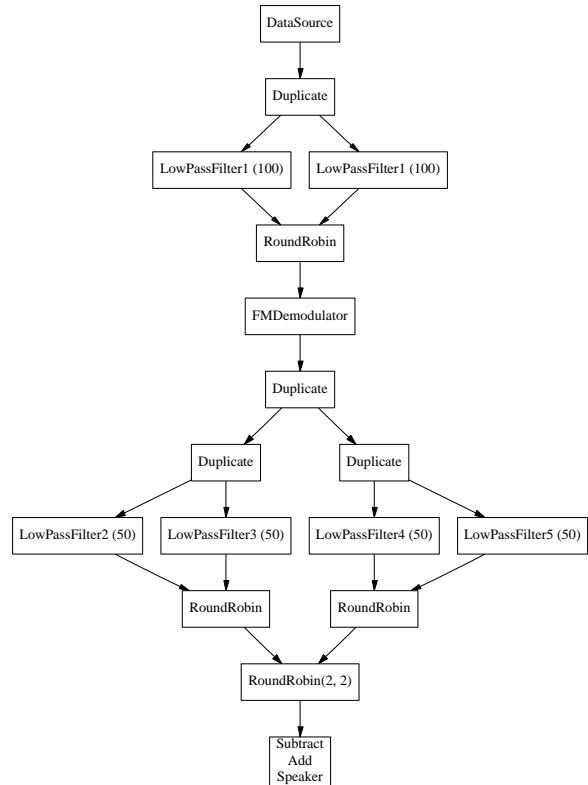 DataSource
Duplicate
LowPassFilter1 (100)
LowPassFilter1 (100)
RoundRobin
FMDemodulator
Duplicate
Duplicate
Duplicate
LowPassFilter2 (50)
LowPassFilter3 (50)
LowPassFilter4 (50)
LowPassFilter5 (50)
RoundRobin
RoundRobin
RoundRobin(2, 2)
Subtract
Add
Speaker